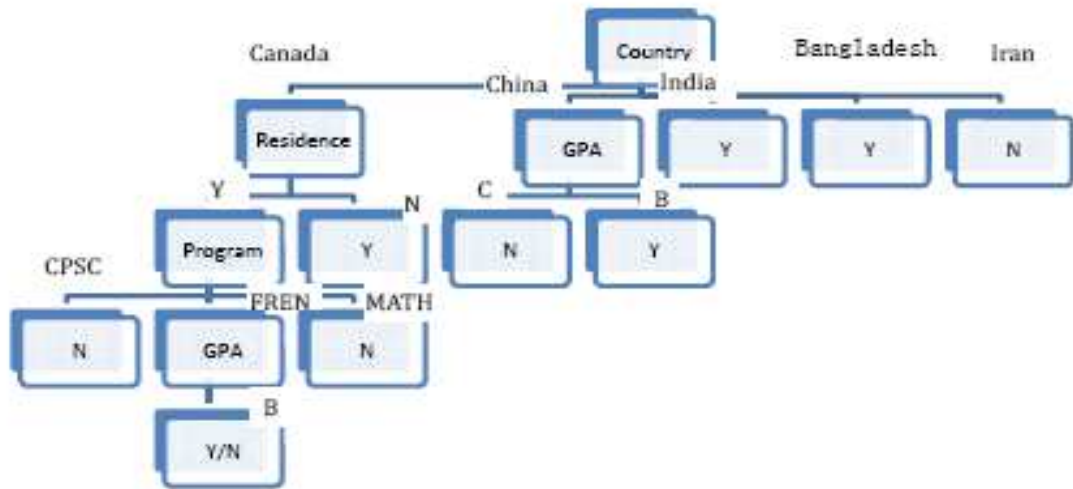 Canada
Country
Bangladesh
Iran
China
India
Residence
GPA
Y
Y
N
Y
N
C
B
Program
Y
N
Y
CPSC
FREN
MATH
N
GPA
N
B
Y/N